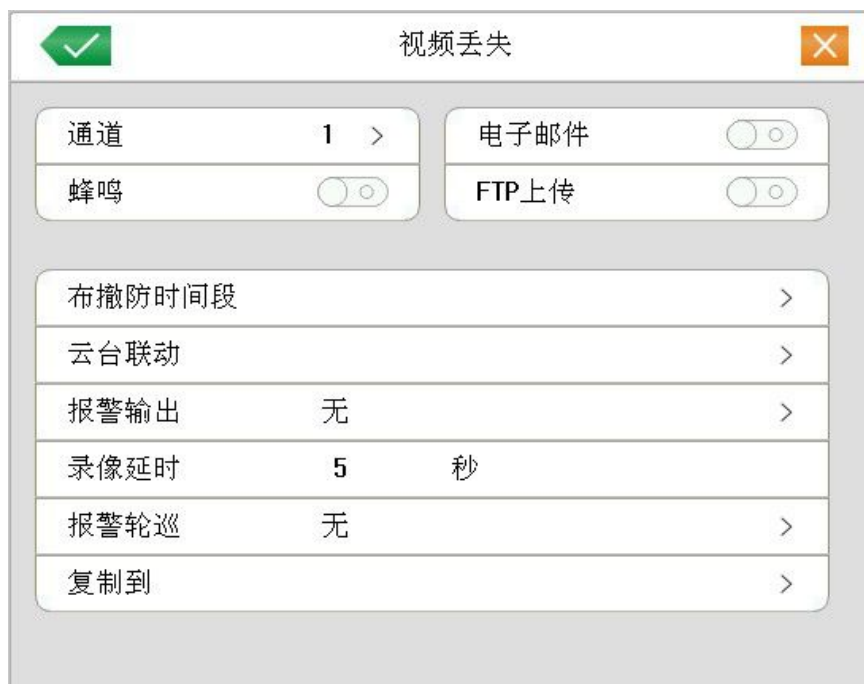 视频丢失
通道 1 >
电子邮件
蜂鸣
FTP上传
布撤防时间段 >
云台联动 >
报警输出 无 >
录像延时 5 秒
报警轮巡 无 >
复制到 >